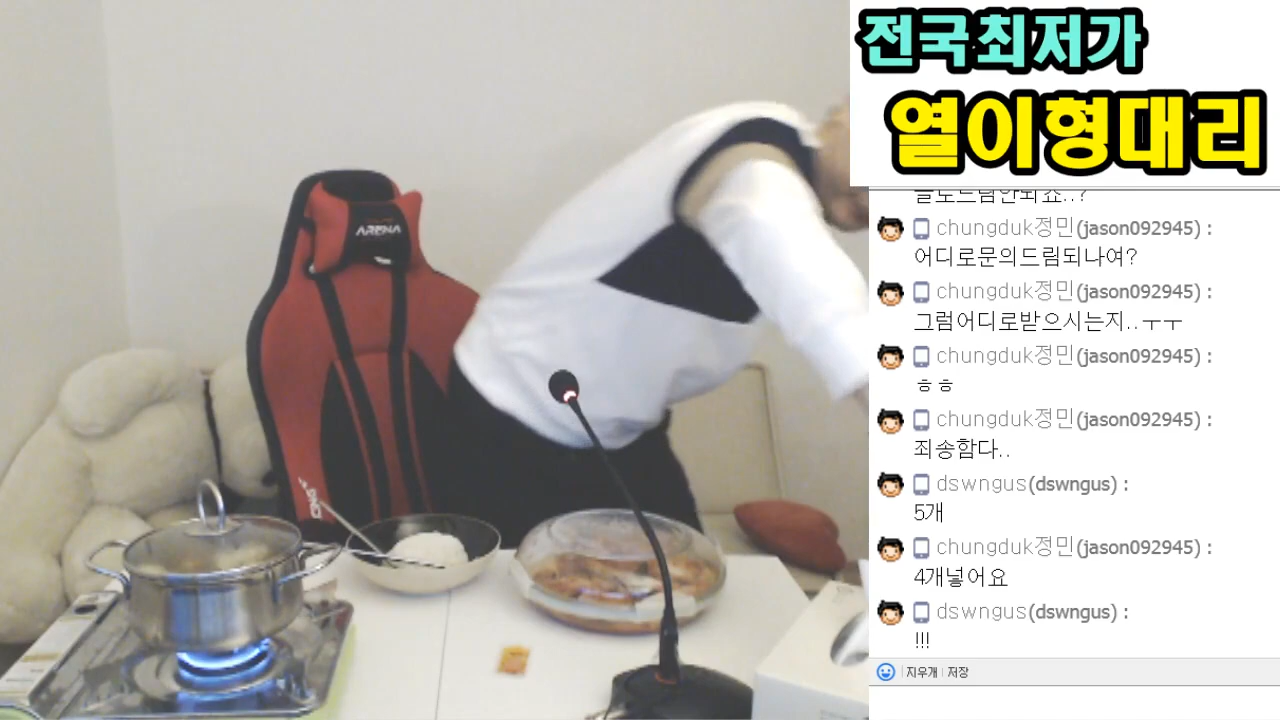 전국최저가
열이형대리
ARENA
chungduk정민(jason092945) :
어디로문의드림되나여?
chungduk정민(jason092945) :
그럼어디로받으시는지..ㅜㅜ
chungduk정민(jason092945) :
ㅎㅎ
chungduk정민(jason092945) :
죄송함다..
dswngus(dswngus) :
5개
chungduk정민(jason092945) :
4개넣어요
dswngus(dswngus) :
!!!
지우개 저장